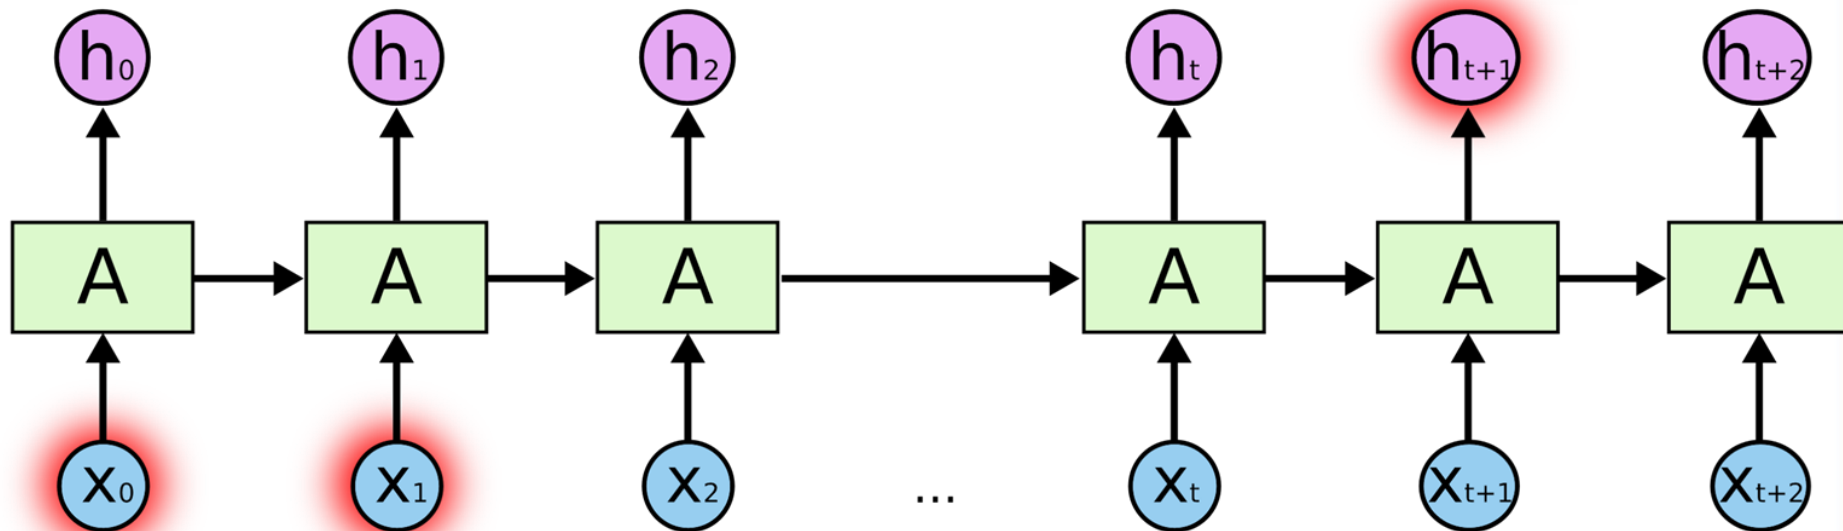 h0 h1 h2 ht ht+1 ht+2
A A A A A A
x0 x1 x2 ... xt xt+1 xt+2